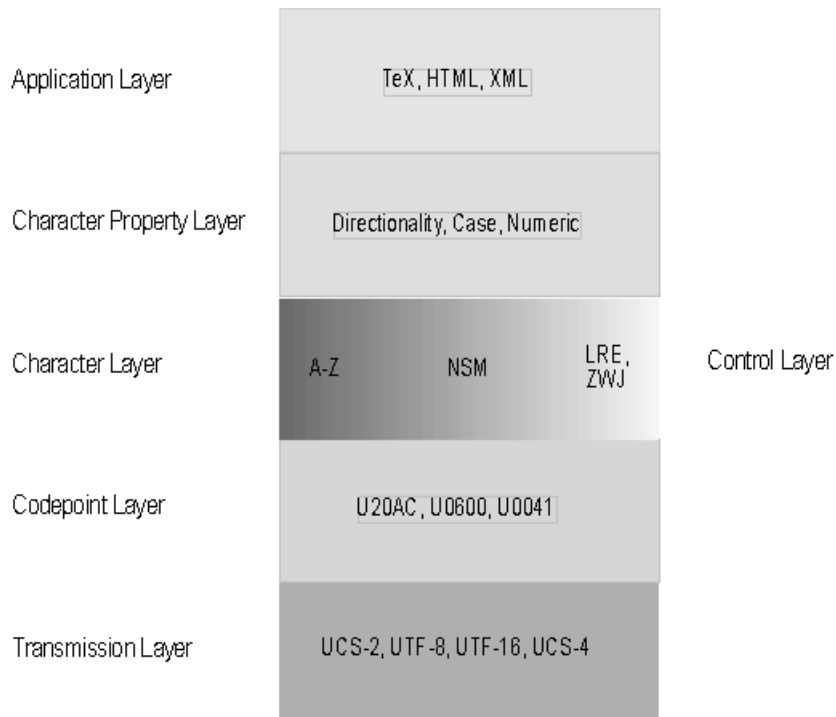 Application Layer
TeX, HTML, XML
Character Property Layer
Directionality, Case, Numeric
Character Layer
A-Z
NSM
LRE,
ZWJ
Control Layer
Codepoint Layer
U20AC, U0600, U0041
Transmission Layer
UCS-2, UTF-8, UTF-16, UCS-4